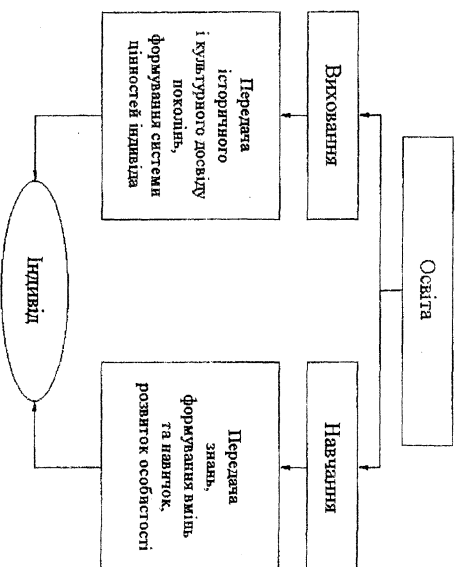 Освіта
Виховання
Навчання
Передача
історичного
і культурного досвіду
поколінь,
формування системи
цінностей індивіда
Передача
знань,
формування вмінь
та навичок,
розвиток особистості
Індивід